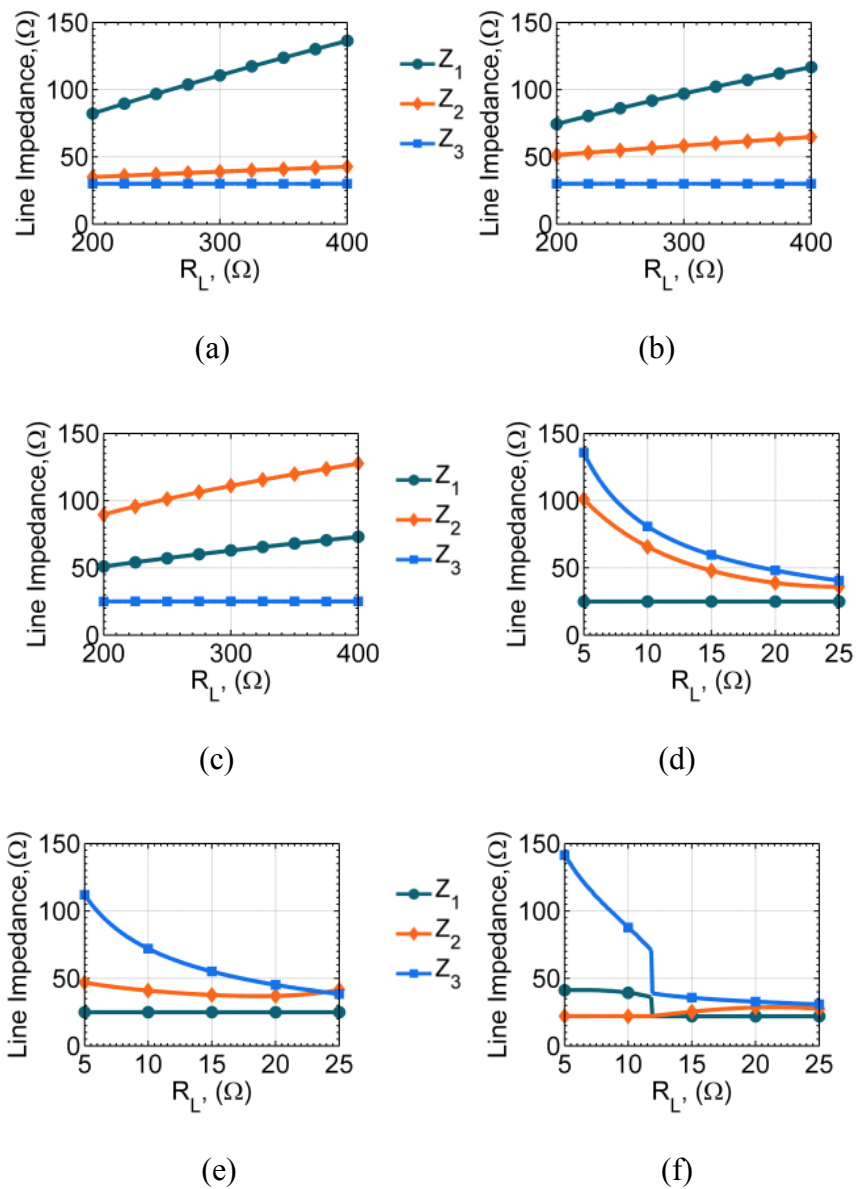 Line Impedance,(Ω)
150
100
50
0
200 300 400
R_L, (Ω)
Z_1
Z_2
Z_3
Line Impedance,(Ω)
150
100
50
0
200 300 400
R_L, (Ω)
(a)
(b)
Line Impedance,(Ω)
150
100
50
0
200 300 400
R_L, (Ω)
Z_1
Z_2
Z_3
Line Impedance,(Ω)
150
100
50
0
5 10 15 20 25
R_L, (Ω)
(c)
(d)
Line Impedance,(Ω)
150
100
50
0
5 10 15 20 25
R_L, (Ω)
Z_1
Z_2
Z_3
Line Impedance,(Ω)
150
100
50
0
5 10 15 20 25
R_L, (Ω)
(e)
(f)